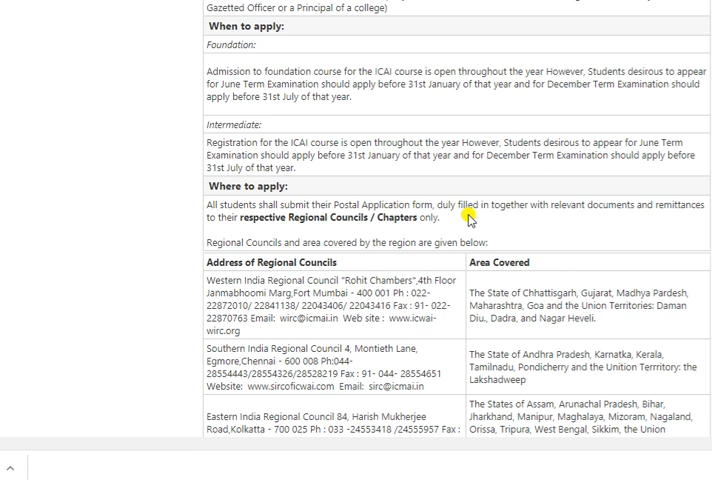 Gazetted Officer or a Principal of a college)
When to apply:
Foundation:
Admission to foundation course for the ICAI course is open throughout the year However, Students desirous to appear
for June Term Examination should apply before 31st January of that year and for December Term Examination should
apply before 31st July of that year.
Intermediate:
Registration for the ICAI course is open throughout the year However, Students desirous to appear for June Term
Examination should apply before 31st January of that year and for December Term Examination should apply before
31st July of that year.
Where to apply:
All students shall submit their Postal Application form, duly filled in together with relevant documents and remittances
to their respective Regional Councils / Chapters only.
Regional Councils and area covered by the region are given below:
Address of Regional Councils
Area Covered
Western India Regional Council "Rohit Chambers",4th Floor
Janmabhoomi Marg,Fort Mumbai - 400 001 Ph : 022-
22872010/ 22841138/ 22043406/ 22043416 Fax : 91- 022-
22870763 Email: wirc@icmai.in Web site : www.icwai-
wirc.org
The State of Chhattisgarh, Gujarat, Madhya Pardesh,
Maharashtra, Goa and the Union Territories: Daman
Diu., Dadra, and Nagar Heveli.
Southern India Regional Council 4, Montieth Lane,
Egmore,Chennai - 600 008 Ph:044-
28554443/28554326/28528219 Fax : 91- 044- 28554651
Website: www.sircoficwai.com Email: sirc@icmai.in
The State of Andhra Pradesh, Karnatka, Kerala,
Tamilnadu, Pondicherry and the Unition Terrritory: the
Lakshadweep
Eastern India Regional Council 84, Harish Mukherjee
Road,Kolkatta - 700 025 Ph : 033 -24553418 /24555957 Fax :
The States of Assam, Arunachal Pradesh, Bihar,
Jharkhand, Manipur, Maghalaya, Mizoram, Nagaland,
Orissa, Tripura, West Bengal, Sikkim, the Union